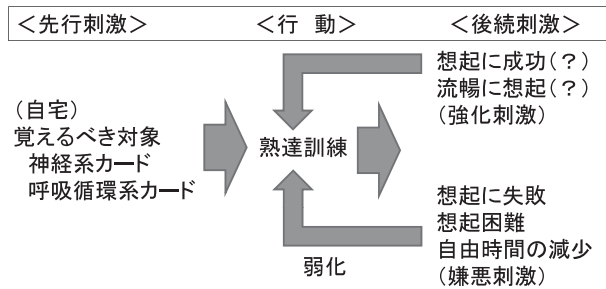 ＜先行刺激＞ ＜行 動＞ ＜後続刺激＞
(自宅)
覚えるべき対象
神経系カード
呼吸循環系カード
熟達訓練
想起に成功(？)
流暢に想起(？)
(強化刺激)
想起に失敗
想起困難
自由時間の減少
(嫌悪刺激)
弱化